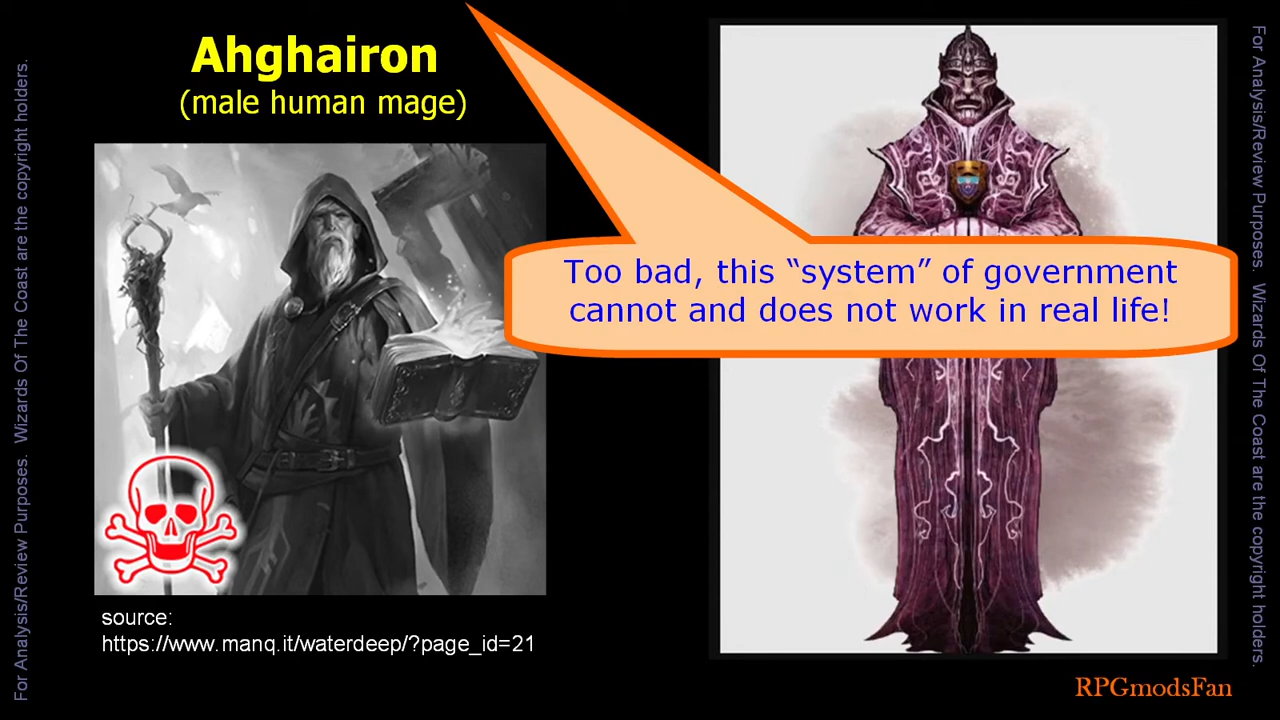 Ahghairon
(male human mage)
Too bad, this “system” of government
cannot and does not work in real life!
source:
https://www.manq.it/waterdeep/?page_id=21
RPGmodsFan
For Analysis/Review Purposes.  Wizards Of The Coast are the copyright holders.
For Analysis/Review Purposes.  Wizards Of The Coast are the copyright holders.